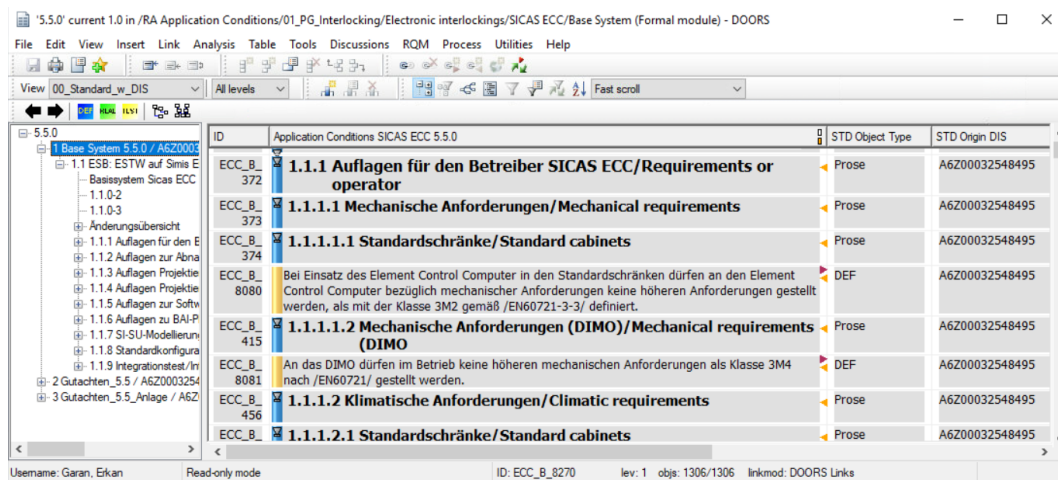 '5.5.0' current 1.0 in /RA Application Conditions/01_PG_Interlocking/Electronic interlockings/SICAS ECC/Base System (Formal module) - DOORS
File Edit View Insert Link Analysis Table Tools Discussions RQM Process Utilities Help
View 00_Standard_w_DIS All levels Fast scroll
DEF REAL TEST
5.5.0
1 Base System 5.5.0 / A6Z0003
1.1 ESB: ESTW auf Simis E
Basissystem Sicas ECC
1.1.0-2
1.1.0-3
Änderungsübersicht
1.1.1 Auflagen für den B
1.1.2 Auflagen zur Abna
1.1.3 Auflagen Projektie
1.1.4 Auflagen Projektie
1.1.5 Auflagen zur Softw
1.1.6 Auflagen zu BAI-P
1.1.7 SI-SU-Modellierun
1.1.8 Standardkonfigura
1.1.9 Integrationstest/In
2 Gutachten_5.5 / A6Z0003254
3 Gutachten_5.5_Anlage / A6Z
ID Application Conditions SICAS ECC 5.5.0 STD Object Type STD Origin DIS
ECC_B_ 1.1.1 Auflagen für den Betreiber SICAS ECC/Requirements or Prose A6Z00032548495
372 operator
ECC_B_ 1.1.1.1 Mechanische Anforderungen/Mechanical requirements Prose A6Z00032548495
373
ECC_B_ 1.1.1.1.1 Standardschränke/Standard cabinets Prose A6Z00032548495
374
ECC_B_ Bei Einsatz des Element Control Computer in den Standardschränken dürfen an den Element DEF A6Z00032548495
8080 Control Computer bezüglich mechanischer Anforderungen keine höheren Anforderungen gestellt
werden, als mit der Klasse 3M2 gemäß /EN60721-3-3/ definiert.
ECC_B_ 1.1.1.1.2 Mechanische Anforderungen (DIMO)/Mechanical requirements Prose A6Z00032548495
415 (DIMO
ECC_B_ An das DIMO dürfen im Betrieb keine höheren mechanischen Anforderungen als Klasse 3M4 DEF A6Z00032548495
8081 nach /EN60721/ gestellt werden.
ECC_B_ 1.1.1.2 Klimatische Anforderungen/Climatic requirements Prose A6Z00032548495
456
ECC_B_ 1.1.1.2.1 Standardschränke/Standard cabinets Prose A6Z00032548495
Username: Garan, Erkan Read-only mode ID: ECC_B_8270 lev: 1 objs: 1306/1306 linkmod: DOORS Links